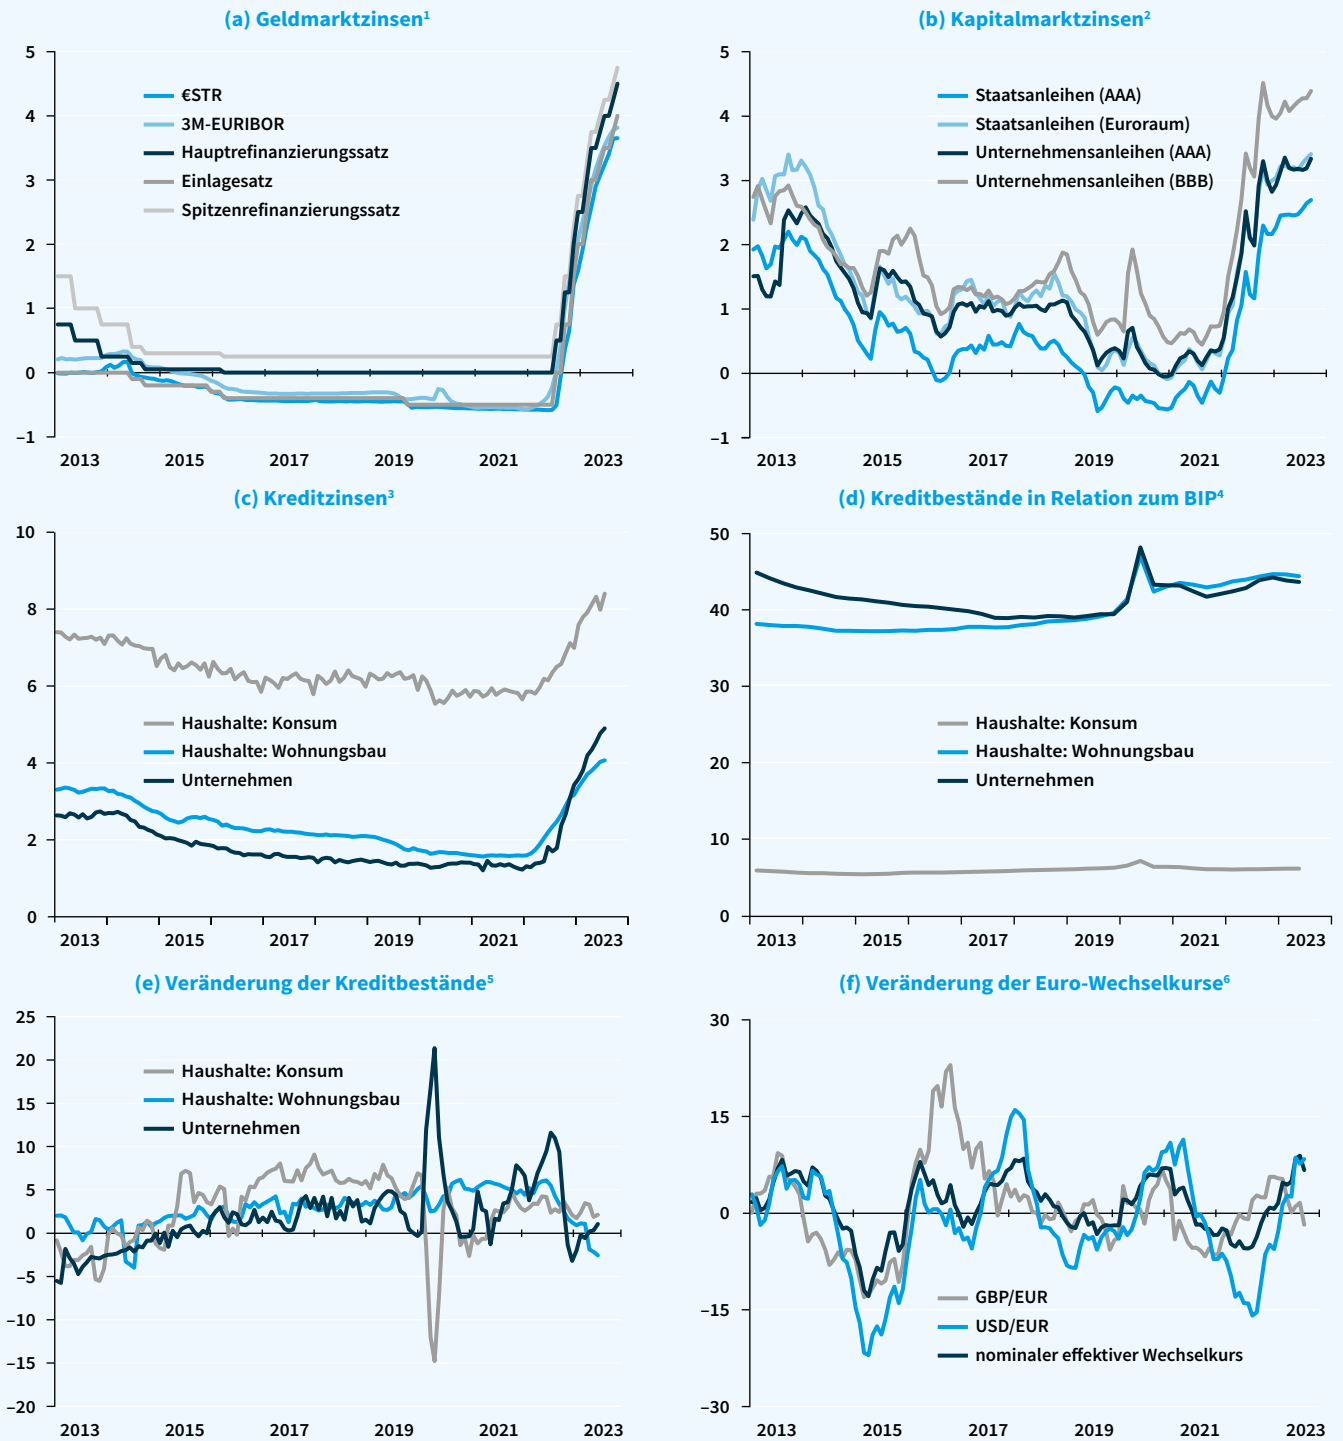 (a) Geldmarktzinsen¹
5
4
3
2
1
0
–1
€STR
3M-EURIBOR
Hauptrefinanzierungssatz
Einlagesatz
Spitzenrefinanzierungssatz
2013 2015 2017 2019 2021 2023
(b) Kapitalmarktzinsen²
5
4
3
2
1
0
–1
Staatsanleihen (AAA)
Staatsanleihen (Euroraum)
Unternehmensanleihen (AAA)
Unternehmensanleihen (BBB)
2013 2015 2017 2019 2021 2023
(c) Kreditzinsen³
10
8
6
4
2
0
Haushalte: Konsum
Haushalte: Wohnungsbau
Unternehmen
2013 2015 2017 2019 2021 2023
(d) Kreditbestände in Relation zum BIP⁴
50
40
30
20
10
0
Haushalte: Konsum
Haushalte: Wohnungsbau
Unternehmen
2013 2015 2017 2019 2021 2023
(e) Veränderung der Kreditbestände⁵
25
20
15
10
5
0
–5
–10
–15
–20
Haushalte: Konsum
Haushalte: Wohnungsbau
Unternehmen
2013 2015 2017 2019 2021 2023
(f) Veränderung der Euro-Wechselkurse⁶
30
15
0
–15
–30
GBP/EUR
USD/EUR
nominaler effektiver Wechselkurs
2013 2015 2017 2019 2021 2023